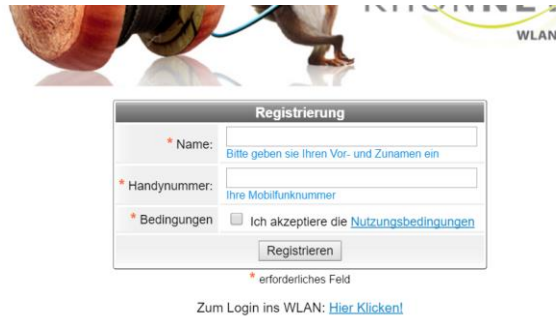 WLAN
Registrierung
* Name:
Bitte geben sie Ihren Vor- und Zunamen ein
* Handynummer:
Ihre Mobilfunknummer
* Bedingungen Ich akzeptiere die Nutzungsbedingungen
Registrieren
* erforderliches Feld
Zum Login ins WLAN: Hier Klicken!